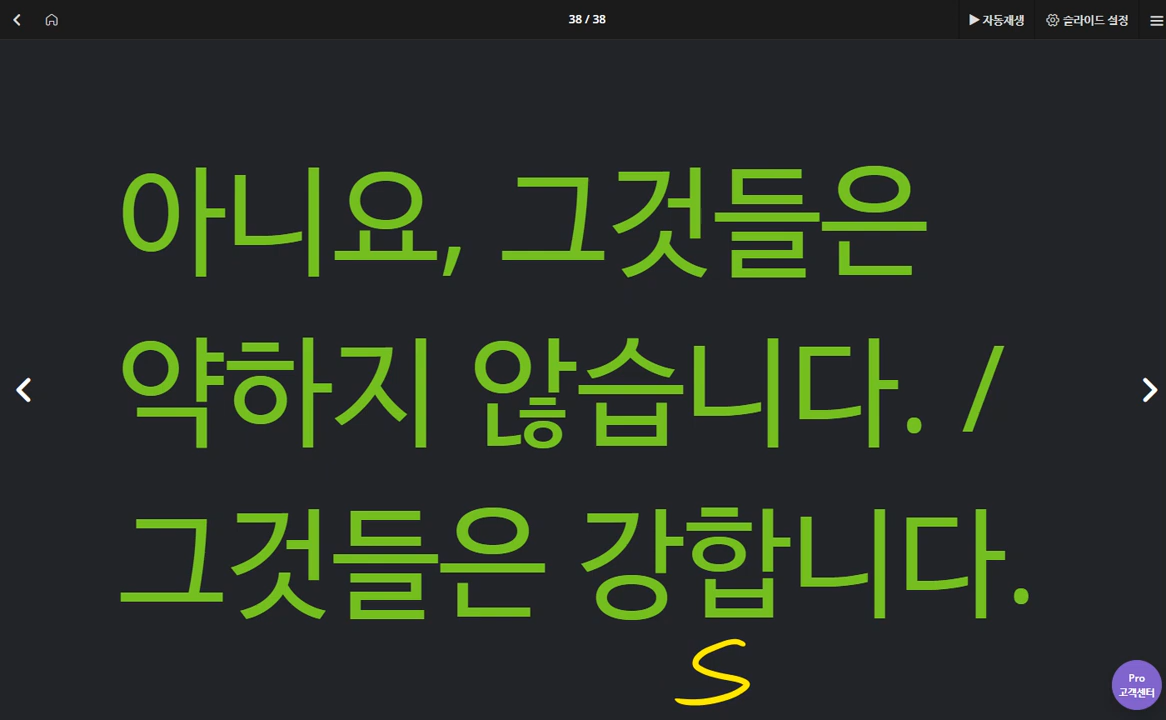 38 / 38
자동재생
슬라이드 설정
아니요, 그것들은
약하지 않습니다. /
그것들은 강합니다.
S
Pro
고객센터